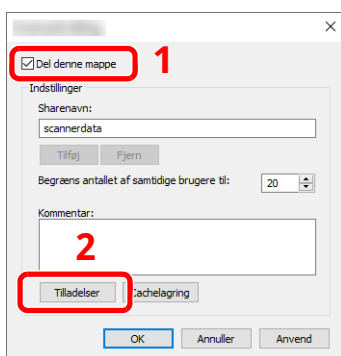 Del denne mappe
1
Indstillinger
Sharenavn:
scannerdata
Tilføj Fjern
Begræns antallet af samtidige brugere til: 20
Kommentar:
2
Tilladelser Cachelagring
OK Annuller Anvend